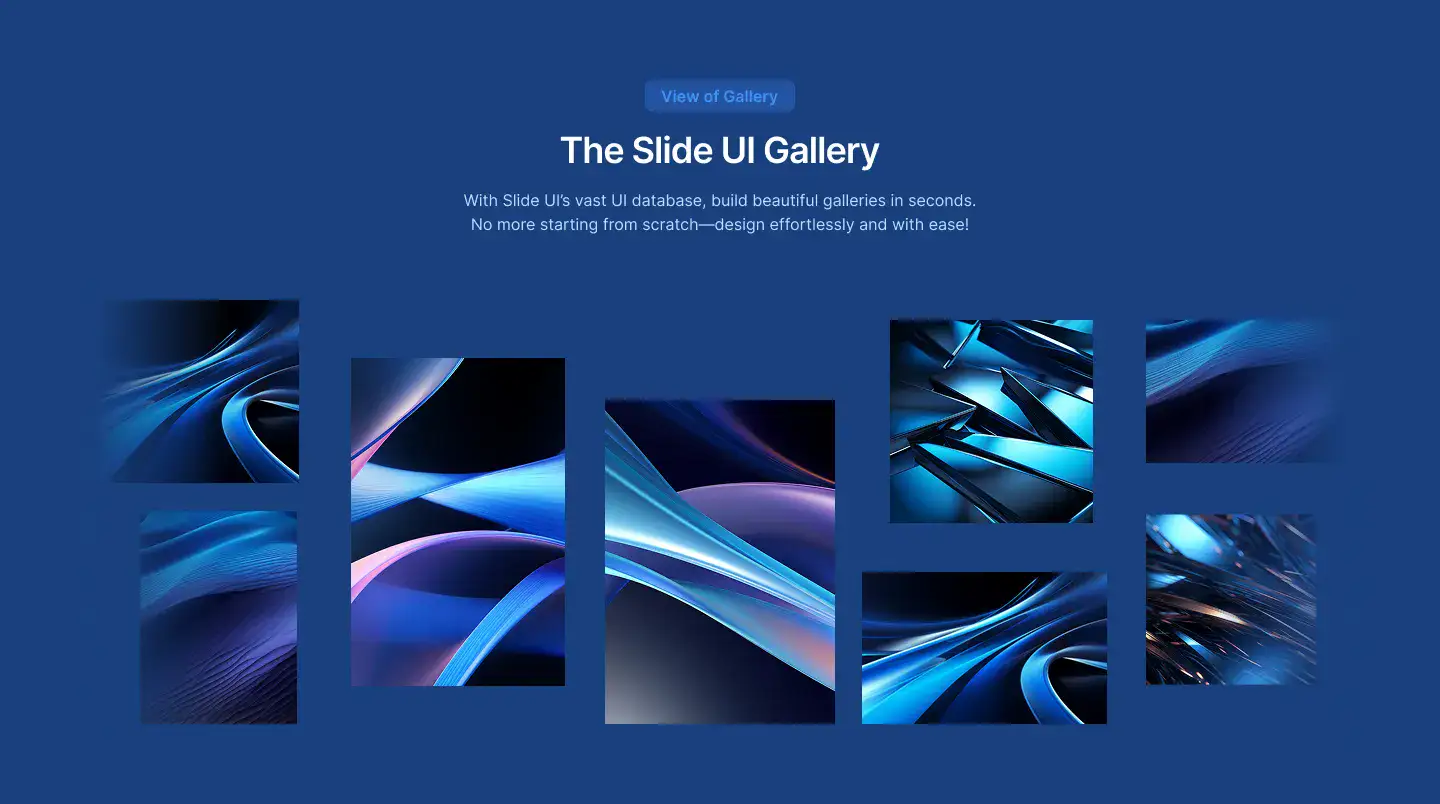 View of Gallery
The Slide UI Gallery
With Slide UI’s vast UI database, build beautiful galleries in seconds.
No more starting from scratch—design effortlessly and with ease!